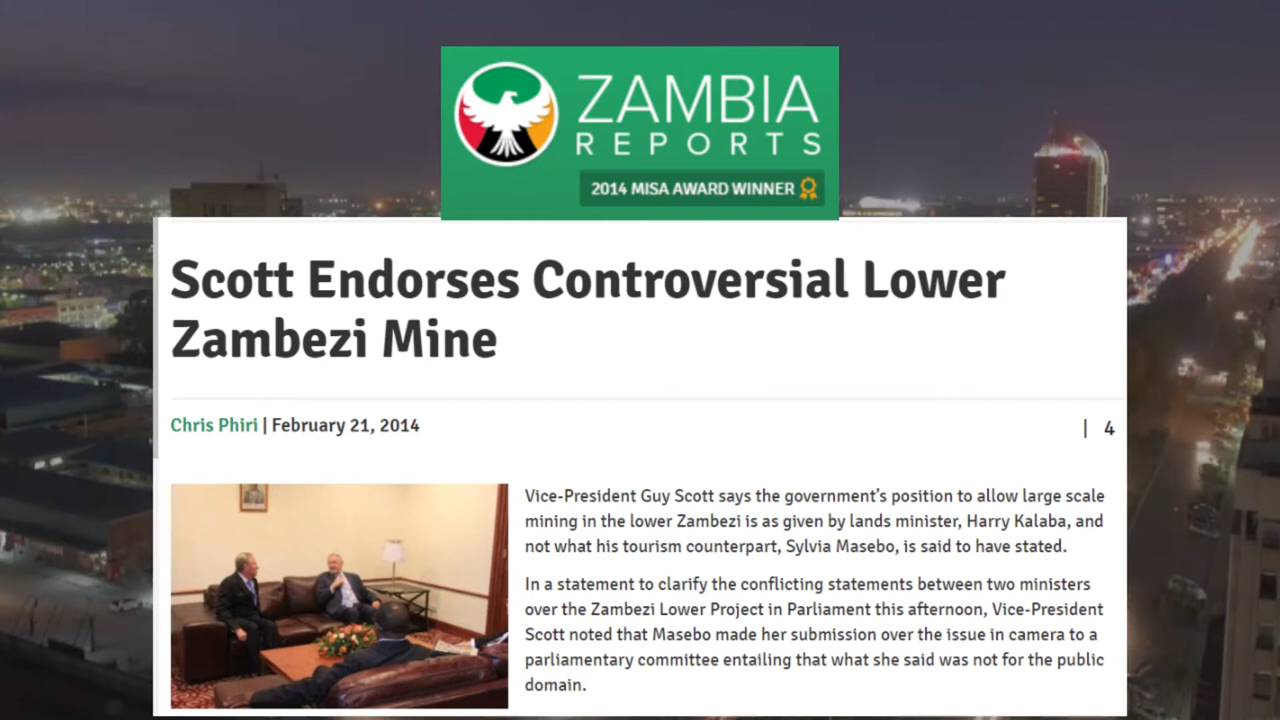 ZAMBIA
REPORTS
2014 MISA AWARD WINNER
Scott Endorses Controversial Lower
Zambezi Mine
Chris Phiri | February 21, 2014
| 4
Vice-President Guy Scott says the government’s position to allow large scale
mining in the lower Zambezi is as given by lands minister, Harry Kalaba, and
not what his tourism counterpart, Sylvia Masebo, is said to have stated.
In a statement to clarify the conflicting statements between two ministers
over the Zambezi Lower Project in Parliament this afternoon, Vice-President
Scott noted that Masebo made her submission over the issue in camera to a
parliamentary committee entailing that what she said was not for the public
domain.